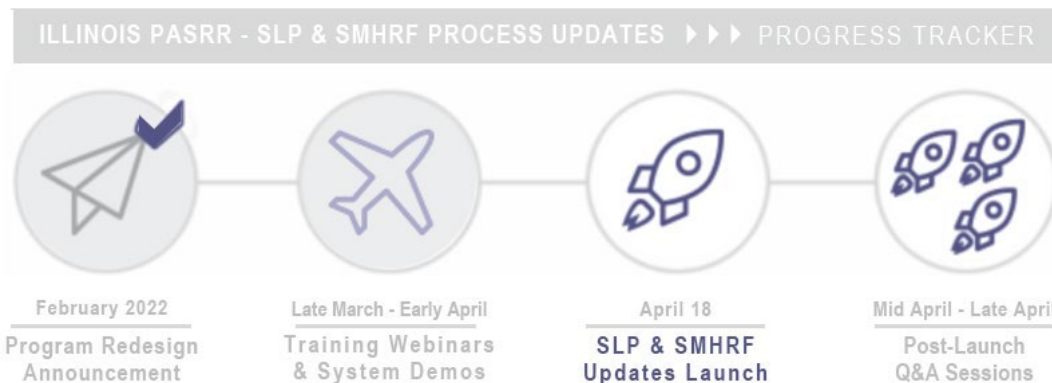 ILLINOIS PASRR - SLP & SMHRF PROCESS UPDATES PROGRESS TRACKER
February 2022
Program Redesign
Announcement
Late March - Early April
Training Webinars
& System Demos
April 18
SLP & SMHRF
Updates Launch
Mid April - Late April
Post-Launch
Q&A Sessions